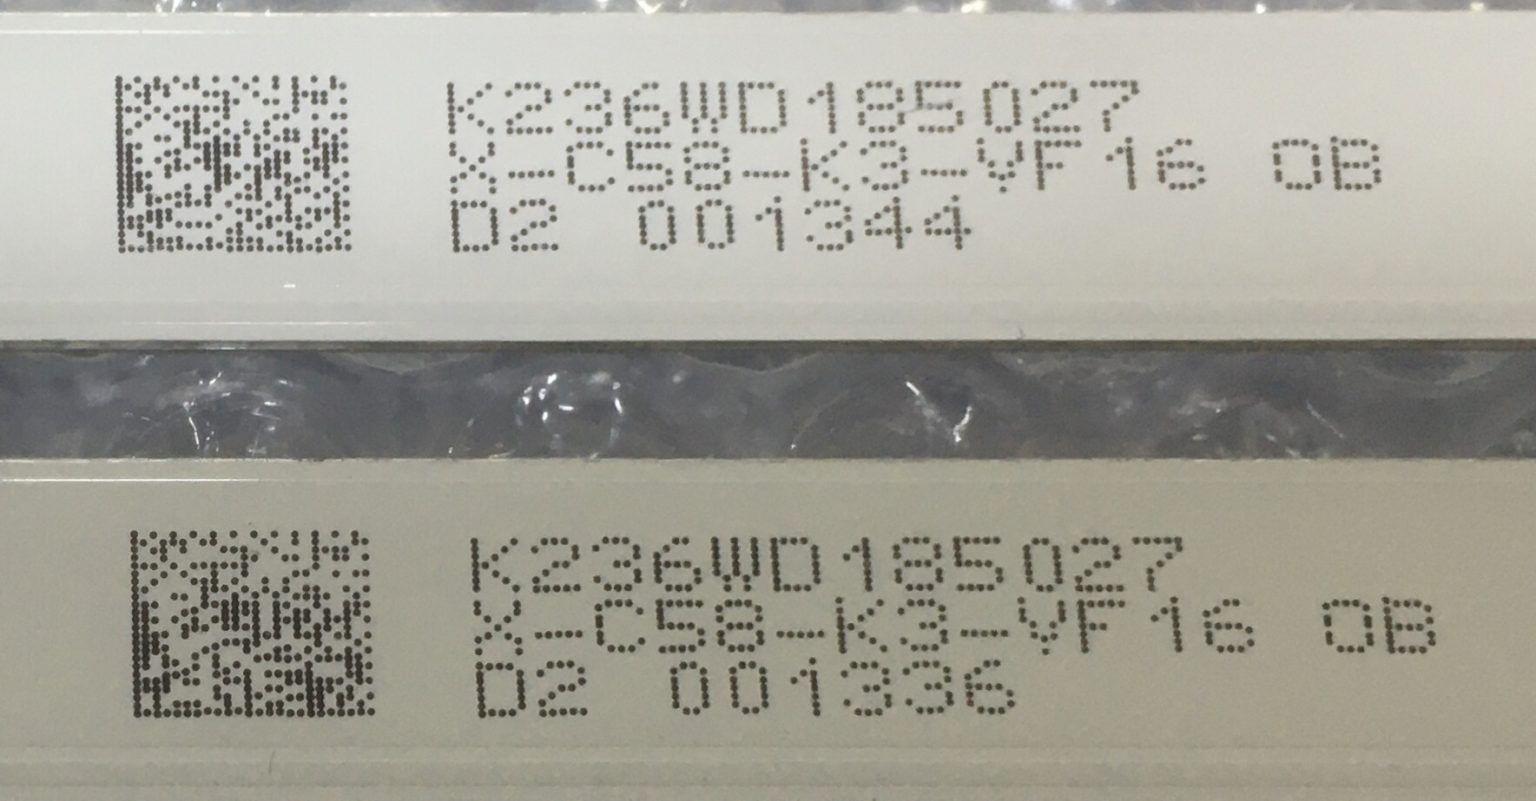 K236WD185027
X-C58-K3-VF16 0B
D2 001344
K236WD185027
X-C58-K3-VF16 0B
D2 001336